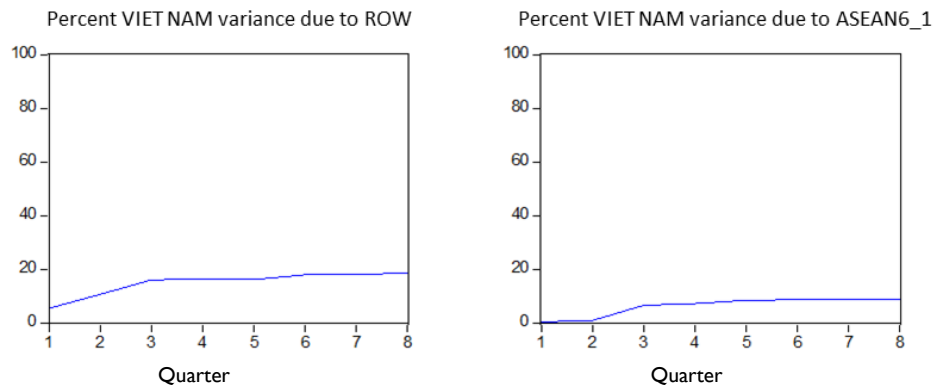 Percent VIET NAM variance due to ROW
100
80
60
40
20
0
1 2 3 4 5 6 7 8
Quarter
Percent VIET NAM variance due to ASEAN6_1
100
80
60
40
20
0
1 2 3 4 5 6 7 8
Quarter